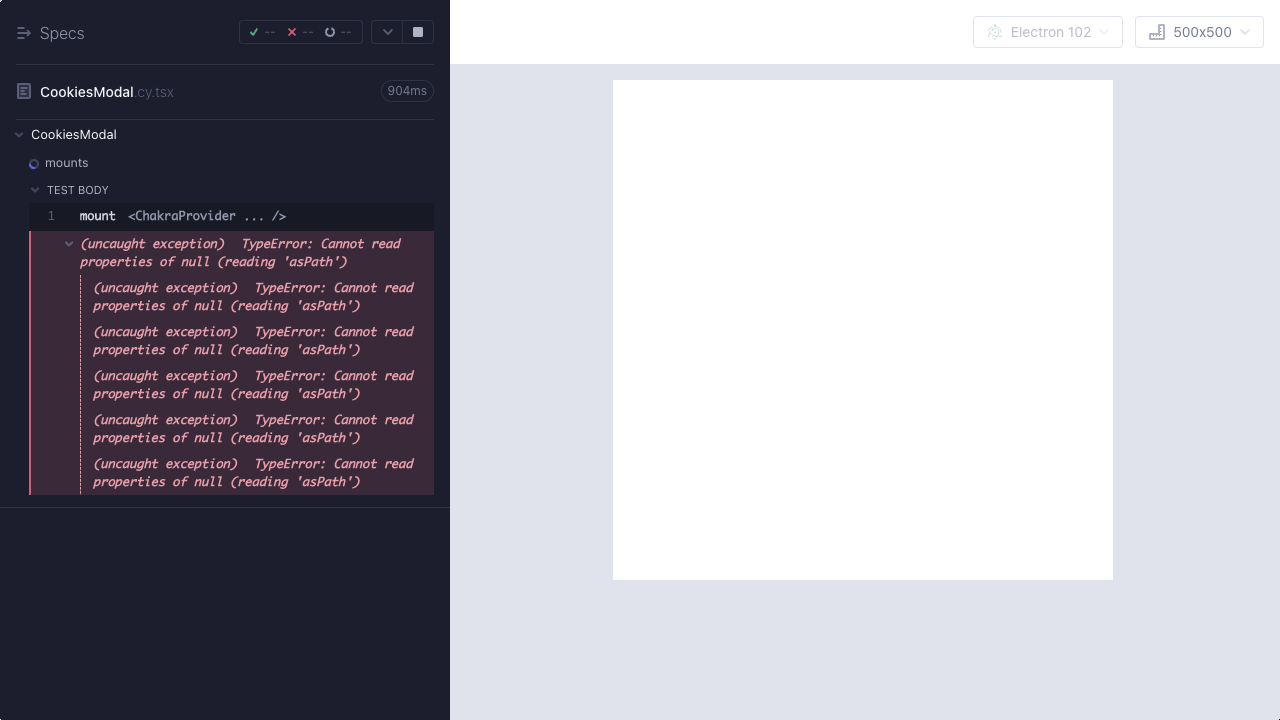 Specs
-- -- --
CookiesModal.cy.tsx 904ms
CookiesModal
mounts
TEST BODY
1 mount <ChakraProvider ... />
(uncaught exception) TypeError: Cannot read
properties of null (reading 'asPath')
(uncaught exception) TypeError: Cannot read
properties of null (reading 'asPath')
(uncaught exception) TypeError: Cannot read
properties of null (reading 'asPath')
(uncaught exception) TypeError: Cannot read
properties of null (reading 'asPath')
(uncaught exception) TypeError: Cannot read
properties of null (reading 'asPath')
(uncaught exception) TypeError: Cannot read
properties of null (reading 'asPath')
Electron 102
500x500